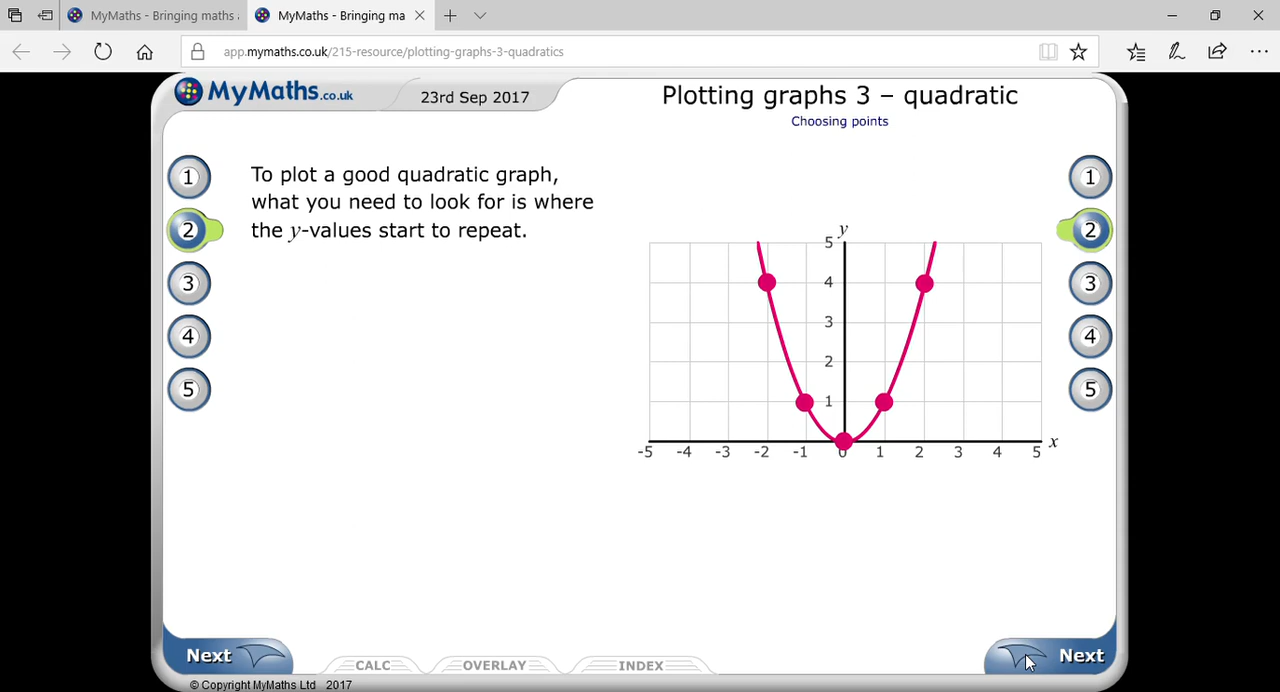 MyMaths - Bringing maths
MyMaths - Bringing ma
app.mymaths.co.uk/215-resource/plotting-graphs-3-quadratics
MyMaths.co.uk
23rd Sep 2017
Plotting graphs 3 – quadratic
Choosing points
To plot a good quadratic graph,
what you need to look for is where
the y-values start to repeat.
1
2
3
4
5
y
5
4
3
2
1
-5 -4 -3 -2 -1 0 1 2 3 4 5 x
1
2
3
4
5
Next
CALC
OVERLAY
INDEX
Next
© Copyright MyMaths Ltd 2017